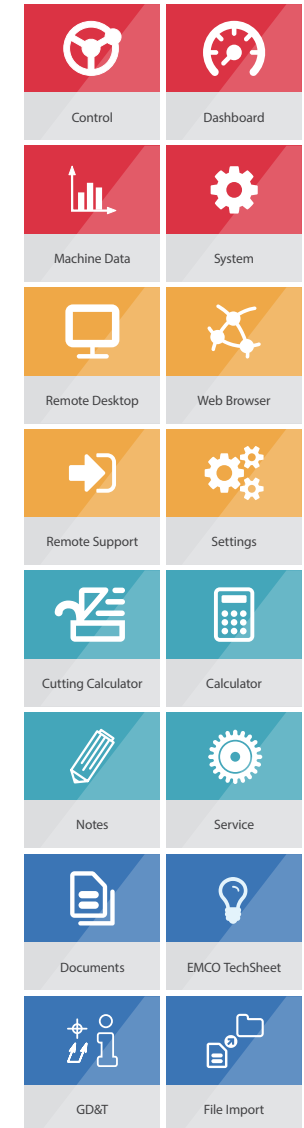 Control
Dashboard
Machine Data
System
Remote Desktop
Web Browser
Remote Support
Settings
Cutting Calculator
Calculator
Notes
Service
Documents
EMCO TechSheet
GD&T
File Import